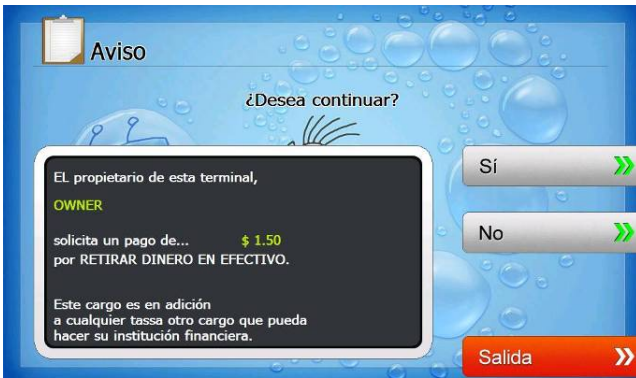 Aviso
¿Desea continuar?
EL propietario de esta terminal,
OWNER
solicita un pago de... $ 1.50
por RETIRAR DINERO EN EFECTIVO.
Este cargo es en adición
a cualquier tassa otro cargo que pueda
hacer su institución financiera.
Sí
No
Salida